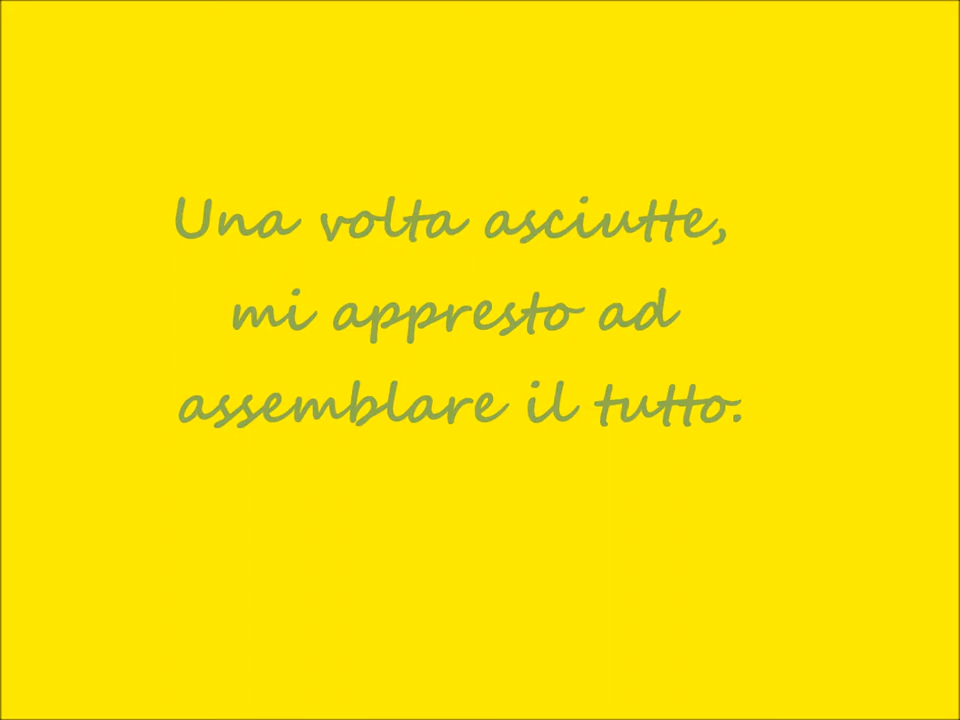 Una volta asciutte,
mi appresto ad
assemblare il tutto.